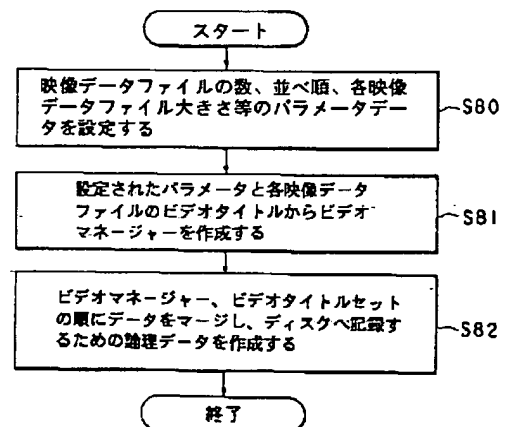 スタート
映像データファイルの数、並べ順、各映像
データファイル大きさ等のパラメータデー
タを設定する
S80
設定されたパラメータと各映像データ
ファイルのビデオタイトルからビデオ
マネージャーを作成する
S81
ビデオマネージャー、ビデオタイトルセット
の順にデータをマージし、ディスクへ記録す
るための論理データを作成する
S82
終了